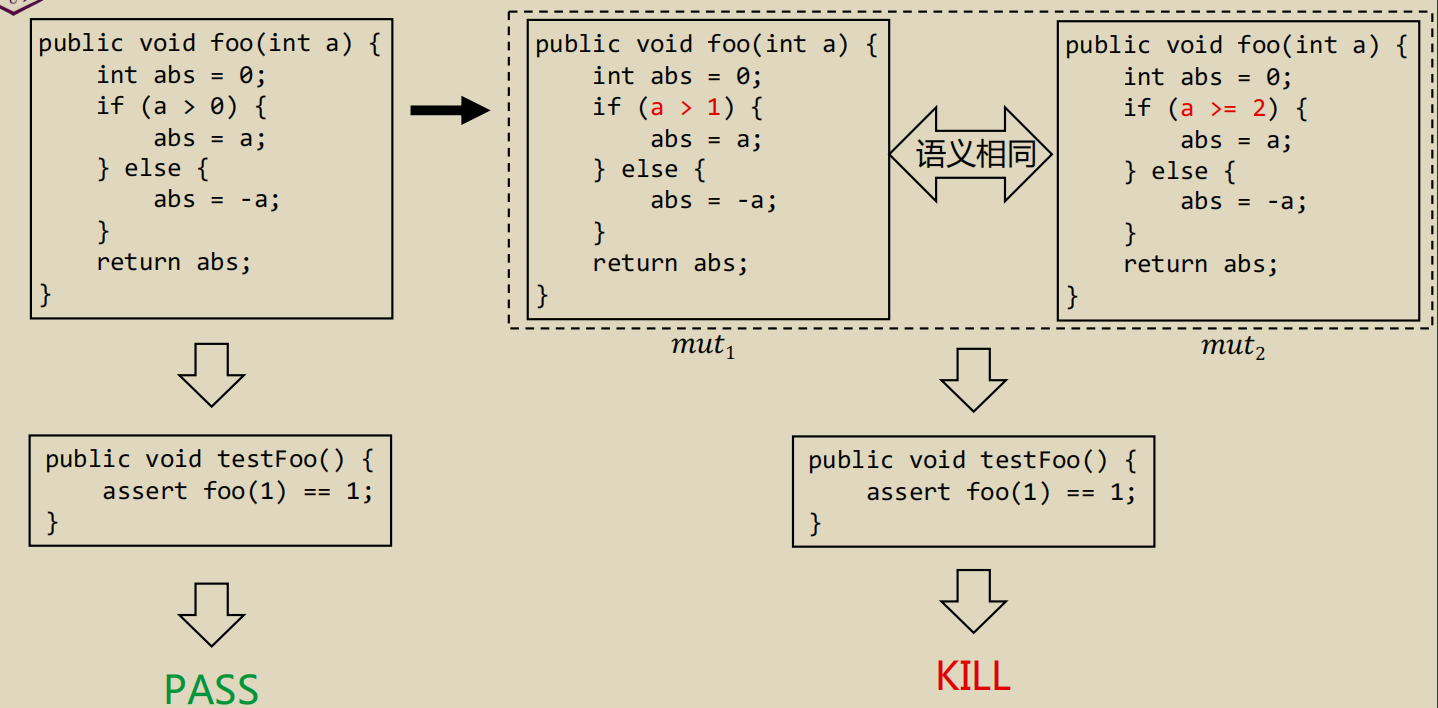 public void foo(int a) {
    int abs = 0;
    if (a > 0) {
        abs = a;
    } else {
        abs = -a;
    }
    return abs;
}
public void foo(int a) {
    int abs = 0;
    if (a > 1) {
        abs = a;
    } else {
        abs = -a;
    }
    return abs;
}
语义相同
public void foo(int a) {
    int abs = 0;
    if (a >= 2) {
        abs = a;
    } else {
        abs = -a;
    }
    return abs;
}
mut₁
mut₂
public void testFoo() {
    assert foo(1) == 1;
}
PASS
public void testFoo() {
    assert foo(1) == 1;
}
KILL